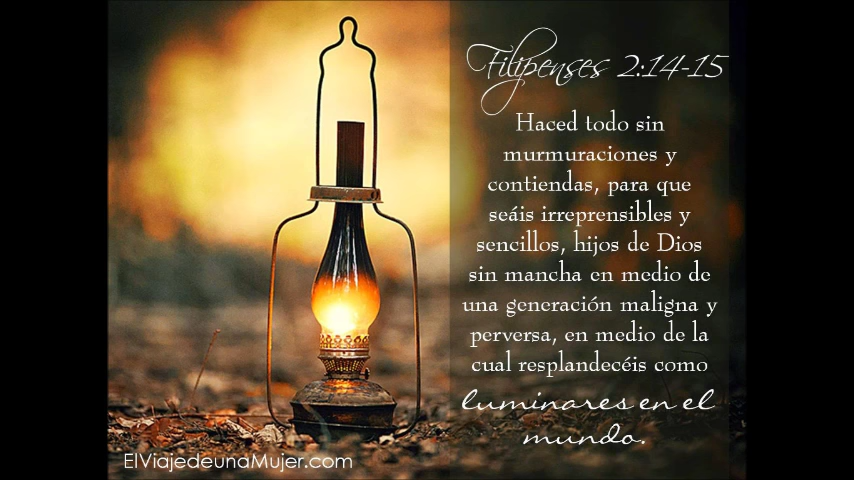 Filipenses 2:14-15
Haced todo sin
murmuraciones y
contiendas, para que
seáis irreprensibles y
sencillos, hijos de Dios
sin mancha en medio de
una generación maligna y
perversa, en medio de la
cual resplandecéis como
luminares en el
mundo.
ElViajedeunaMujer.com